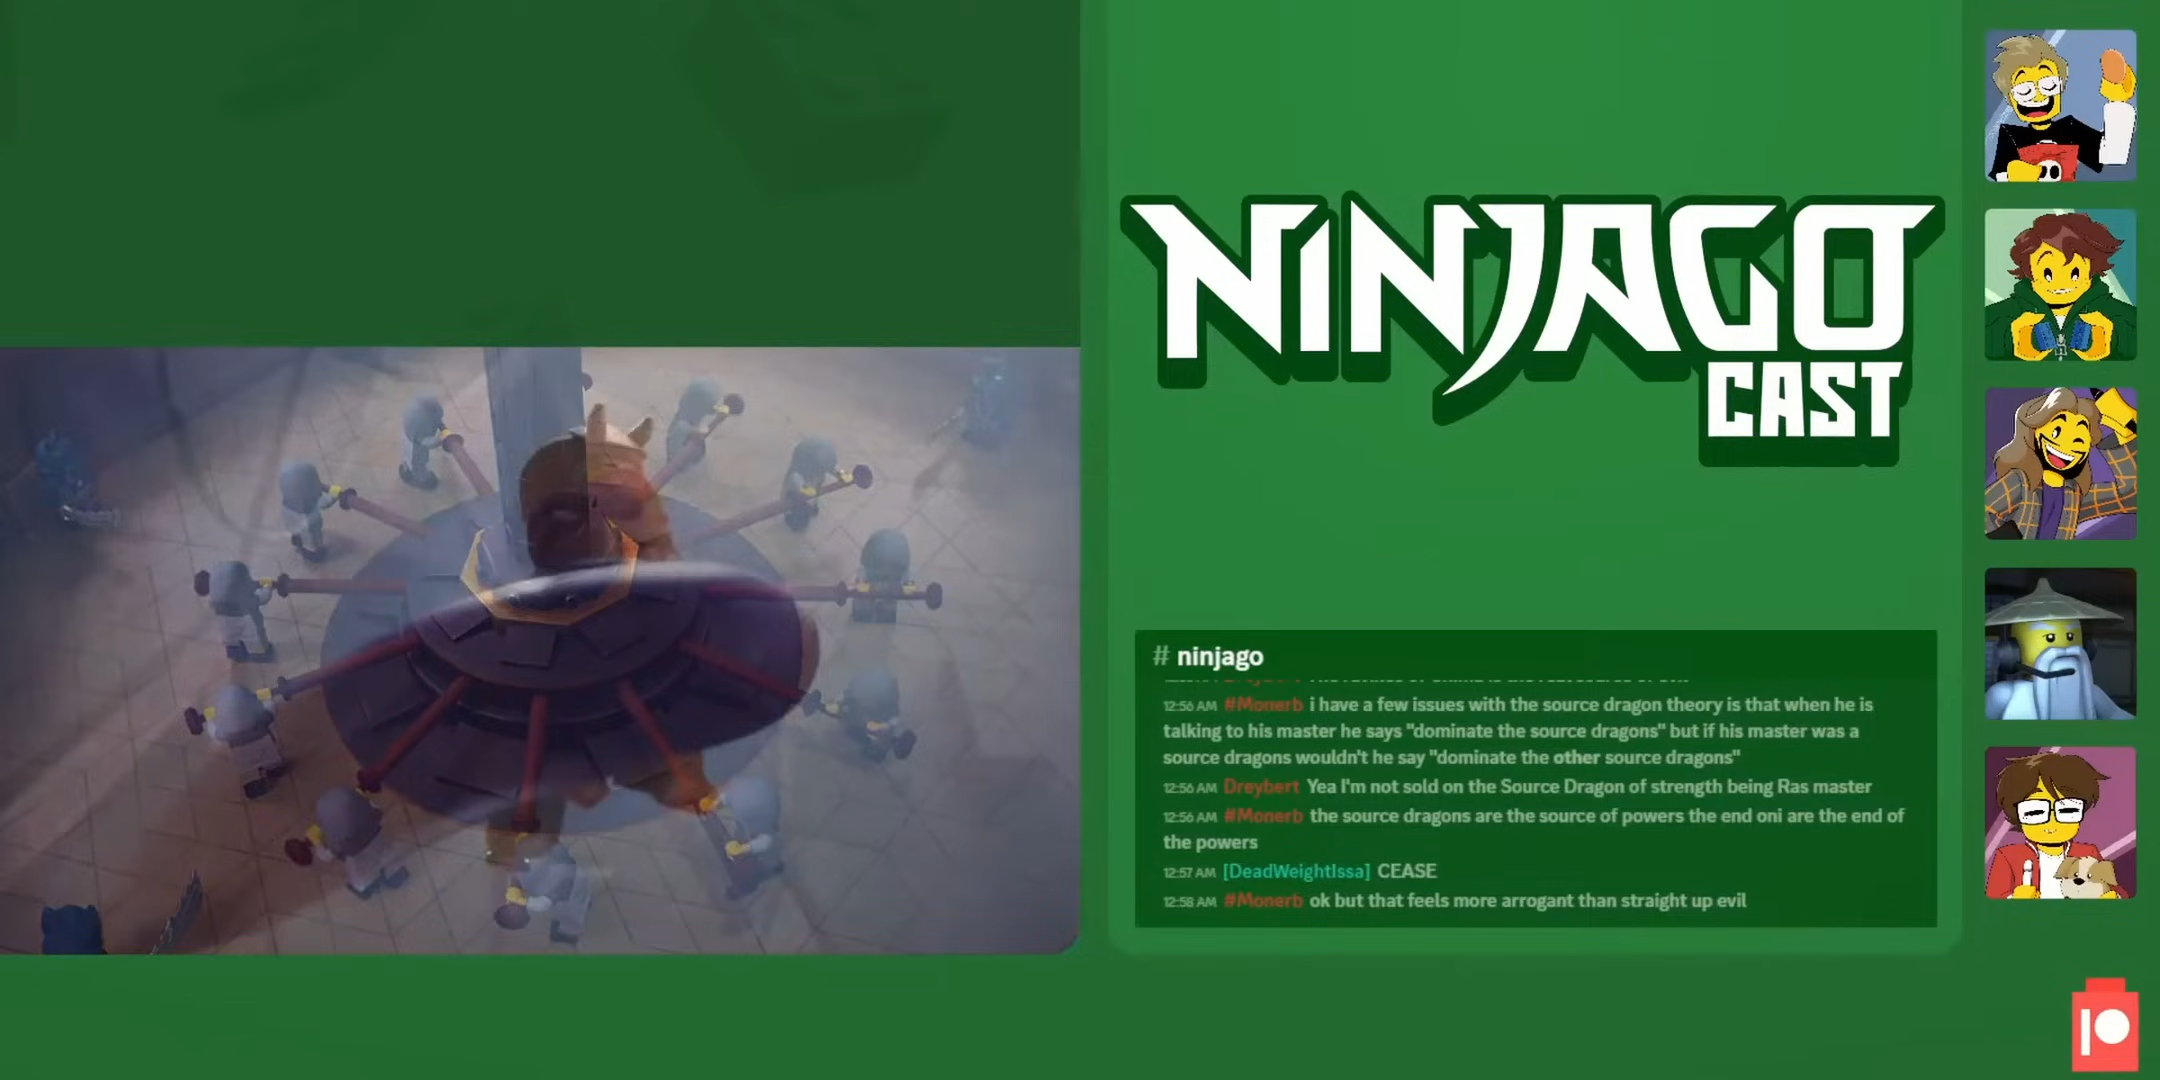 NINJAGO
CAST
# ninjago
12:56 AM #Monerb i have a few issues with the source dragon theory is that when he is
talking to his master he says "dominate the source dragons" but if his master was a
source dragons wouldn't he say "dominate the other source dragons"
12:56 AM Dreybert Yea I'm not sold on the Source Dragon of strength being Ras master
12:56 AM #Monerb the source dragons are the source of powers the end oni are the end of
the powers
12:57 AM [DeadWeightIssa] CEASE
12:58 AM #Monerb ok but that feels more arrogant than straight up evil